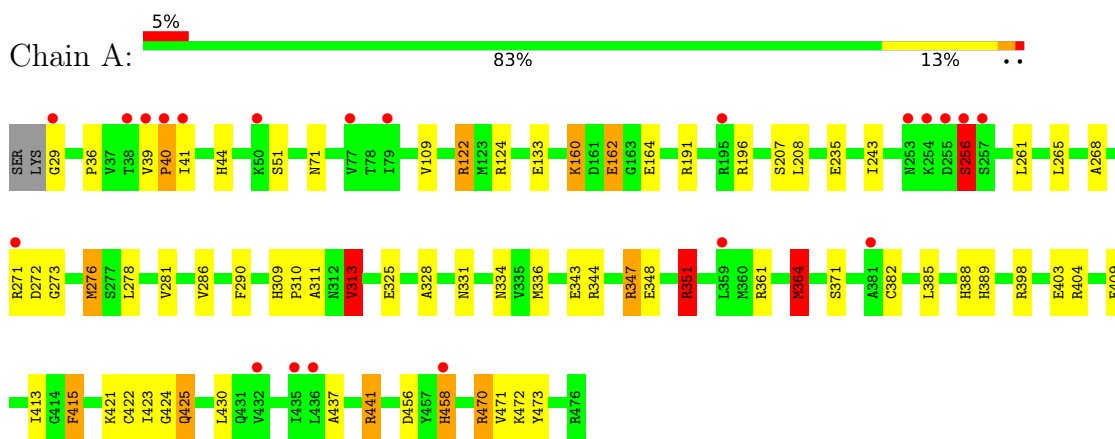 5%
Chain A:
83%
13%
• •
SER LYS G29 P36 V37 T38 V39 P40 I41 H44 K50 S51 N71 V77 T78 I79 V109 R122 M123 R124 E133 K160 D161 E162 G163 E164 R191 R195 R196 S207 L208 E235 I243 N253 K254 D255 S256 S257 L261 L265 A268
R271 D272 G273 M276 S277 L278 V281 V286 F290 H309 P310 A311 N312 V313 E325 A328 N331 N334 V335 M336 E343 R344 R347 E348 R351 L359 M360 R361 M364 S371 A381 C382 L385 H388 H389 R398 E403 R404
I413 G414 F415 K421 C422 I423 G424 Q425 L430 Q431 V432 I435 L436 A437 R441 D456 Y457 H458 R470 V471 K472 Y473 R476